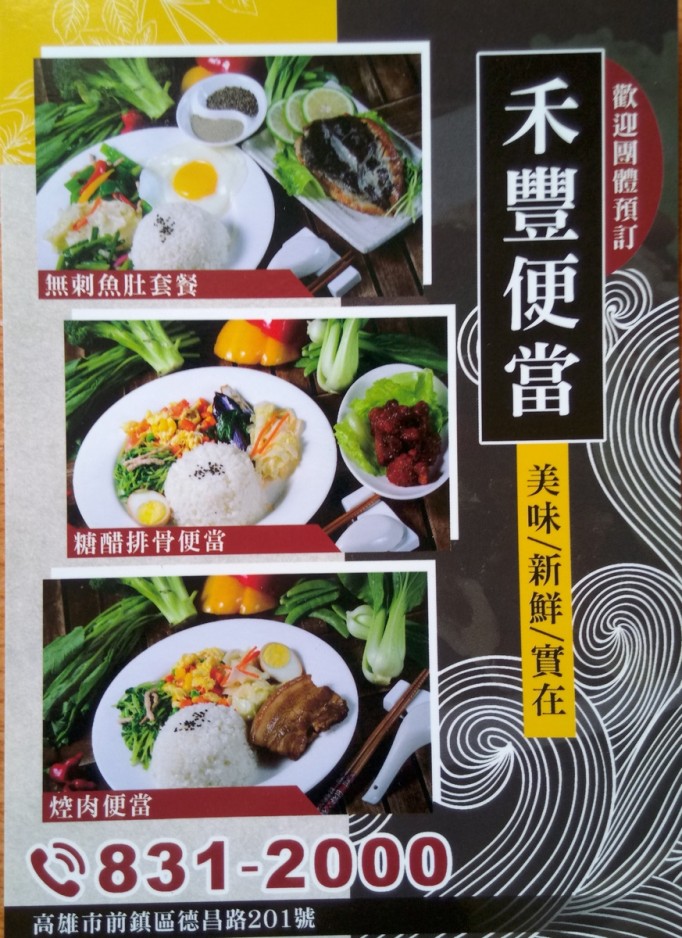 禾豐便當
歡迎團體預訂
美味/新鮮/實在
無刺魚肚套餐
糖醋排骨便當
焢肉便當
831-2000
高雄市前鎮區德昌路201號